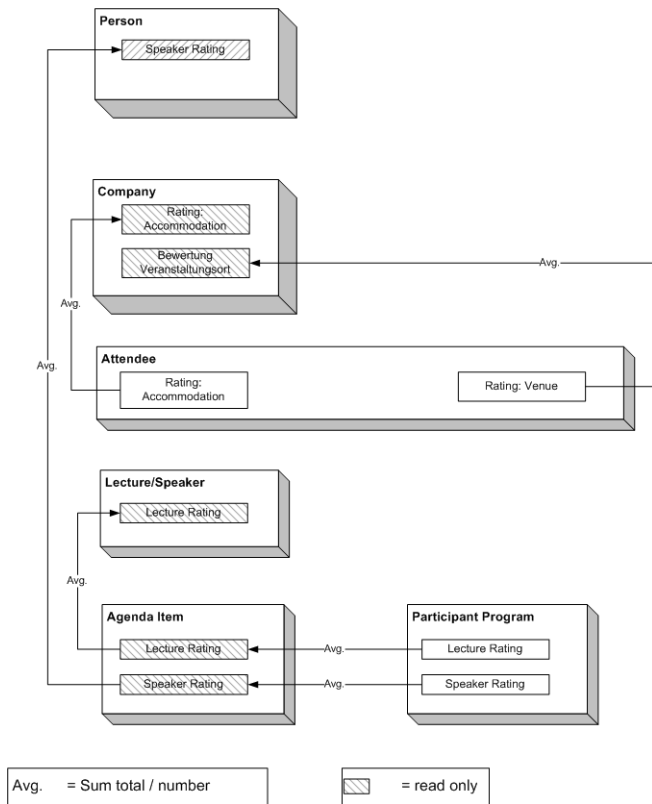 Person
Speaker Rating
Company
Rating:
Accommodation
Bewertung
Veranstaltungsort
Avg.
Avg.
Avg.
Attendee
Rating:
Accommodation
Rating: Venue
Lecture/Speaker
Lecture Rating
Avg.
Agenda Item
Participant Program
Lecture Rating
Avg.
Lecture Rating
Speaker Rating
Avg.
Speaker Rating
Avg. = Sum total / number
= read only